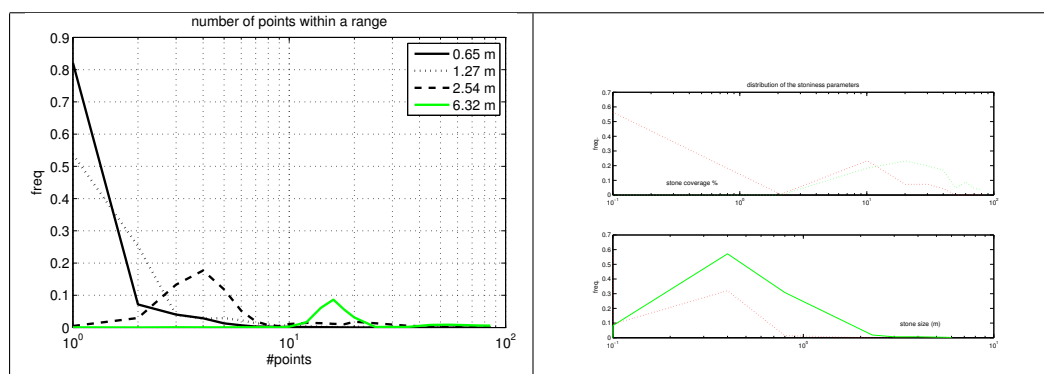 number of points within a range
0.9
0.8
0.7
0.6
0.5
0.4
0.3
0.2
0.1
0
freq
0.65 m
1.27 m
2.54 m
6.32 m
10^0 10^1 10^2
#points
distribution of the stoniness parameters
0.7
0.6
0.5
0.4
0.3
0.2
0.1
0
freq.
stone coverage %
10^-1 10^0 10^1 10^2
0.7
0.6
0.5
0.4
0.3
0.2
0.1
0
freq.
stone size (m)
10^-1 10^0 10^1